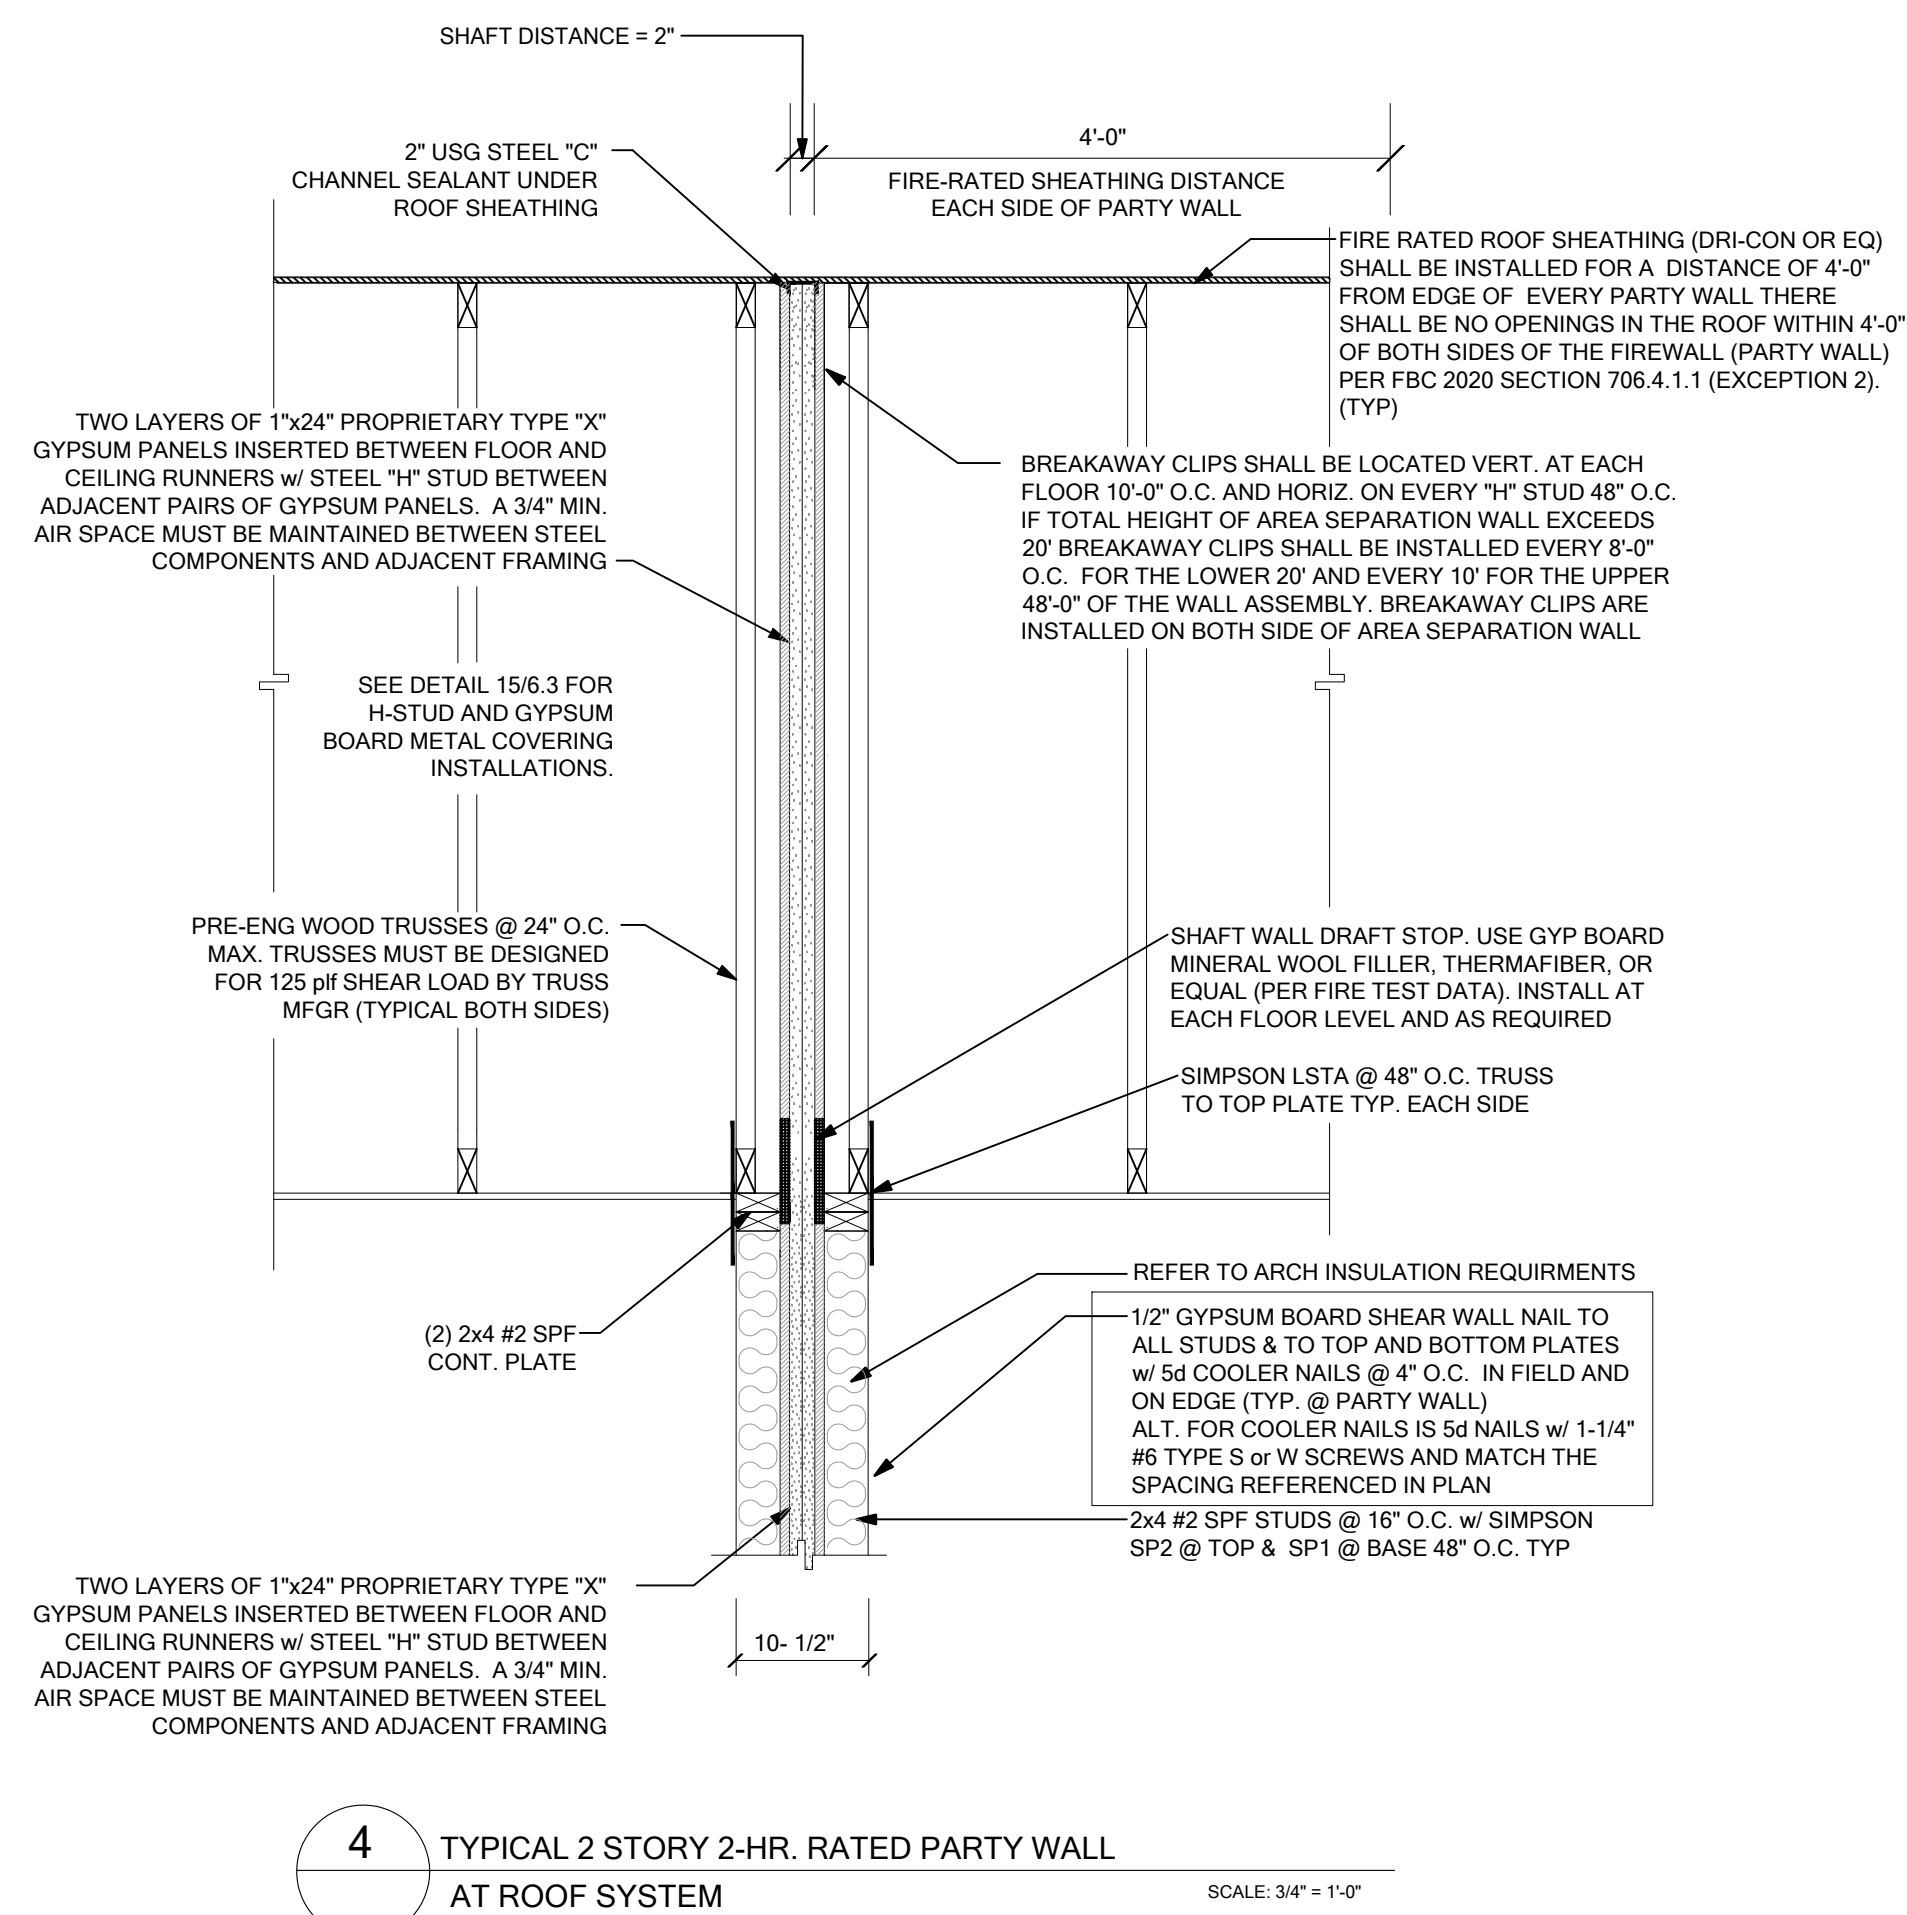 SHAFT DISTANCE = 2"
4'-0"
FIRE-RATED SHEATHING DISTANCE
EACH SIDE OF PARTY WALL
2" USG STEEL "C"
CHANNEL SEALANT UNDER
ROOF SHEATHING
FIRE RATED ROOF SHEATHING (DRI-CON OR EQ)
SHALL BE INSTALLED FOR A DISTANCE OF 4'-0"
FROM EDGE OF EVERY PARTY WALL THERE
SHALL BE NO OPENINGS IN THE ROOF WITHIN 4'-0"
OF BOTH SIDES OF THE FIREWALL (PARTY WALL)
PER FBC 2020 SECTION 706.4.1.1 (EXCEPTION 2).
(TYP)
TWO LAYERS OF 1"x24" PROPRIETARY TYPE "X"
GYPSUM PANELS INSERTED BETWEEN FLOOR AND
CEILING RUNNERS w/ STEEL "H" STUD BETWEEN
ADJACENT PAIRS OF GYPSUM PANELS. A 3/4" MIN.
AIR SPACE MUST BE MAINTAINED BETWEEN STEEL
COMPONENTS AND ADJACENT FRAMING
BREAKAWAY CLIPS SHALL BE LOCATED VERT. AT EACH
FLOOR 10'-0" O.C. AND HORIZ. ON EVERY "H" STUD 48" O.C.
IF TOTAL HEIGHT OF AREA SEPARATION WALL EXCEEDS
20' BREAKAWAY CLIPS SHALL BE INSTALLED EVERY 8'-0"
O.C. FOR THE LOWER 20' AND EVERY 10' FOR THE UPPER
48'-0" OF THE WALL ASSEMBLY. BREAKAWAY CLIPS ARE
INSTALLED ON BOTH SIDE OF AREA SEPARATION WALL
SEE DETAIL 15/6.3 FOR
H-STUD AND GYPSUM
BOARD METAL COVERING
INSTALLATIONS.
PRE-ENG WOOD TRUSSES @ 24" O.C.
MAX. TRUSSES MUST BE DESIGNED
FOR 125 plf SHEAR LOAD BY TRUSS
MFGR (TYPICAL BOTH SIDES)
SHAFT WALL DRAFT STOP. USE GYP BOARD
MINERAL WOOL FILLER, THERMAFIBER, OR
EQUAL (PER FIRE TEST DATA). INSTALL AT
EACH FLOOR LEVEL AND AS REQUIRED
SIMPSON LSTA @ 48" O.C. TRUSS
TO TOP PLATE TYP. EACH SIDE
(2) 2x4 #2 SPF
CONT. PLATE
REFER TO ARCH INSULATION REQUIRMENTS
1/2" GYPSUM BOARD SHEAR WALL NAIL TO
ALL STUDS & TO TOP AND BOTTOM PLATES
w/ 5d COOLER NAILS @ 4" O.C. IN FIELD AND
ON EDGE (TYP. @ PARTY WALL)
ALT. FOR COOLER NAILS IS 5d NAILS w/ 1-1/4"
#6 TYPE S or W SCREWS AND MATCH THE
SPACING REFERENCED IN PLAN
2x4 #2 SPF STUDS @ 16" O.C. w/ SIMPSON
SP2 @ TOP & SP1 @ BASE 48" O.C. TYP
TWO LAYERS OF 1"x24" PROPRIETARY TYPE "X"
GYPSUM PANELS INSERTED BETWEEN FLOOR AND
CEILING RUNNERS w/ STEEL "H" STUD BETWEEN
ADJACENT PAIRS OF GYPSUM PANELS. A 3/4" MIN.
AIR SPACE MUST BE MAINTAINED BETWEEN STEEL
COMPONENTS AND ADJACENT FRAMING
10- 1/2"
4
TYPICAL 2 STORY 2-HR. RATED PARTY WALL
AT ROOF SYSTEM
SCALE: 3/4" = 1'-0"